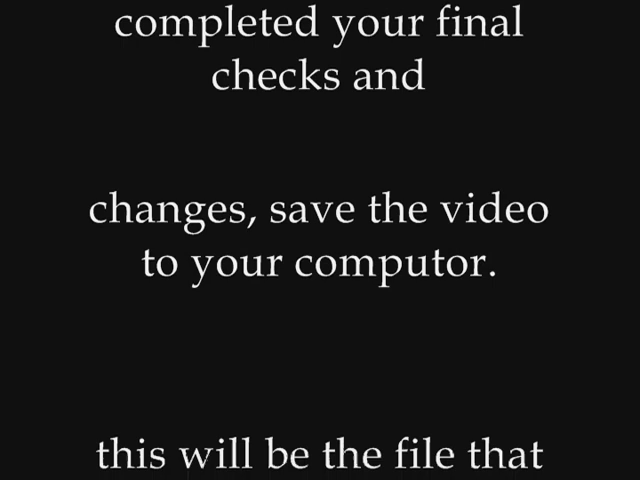 completed your final
checks and
changes, save the video
to your computor.
this will be the file that